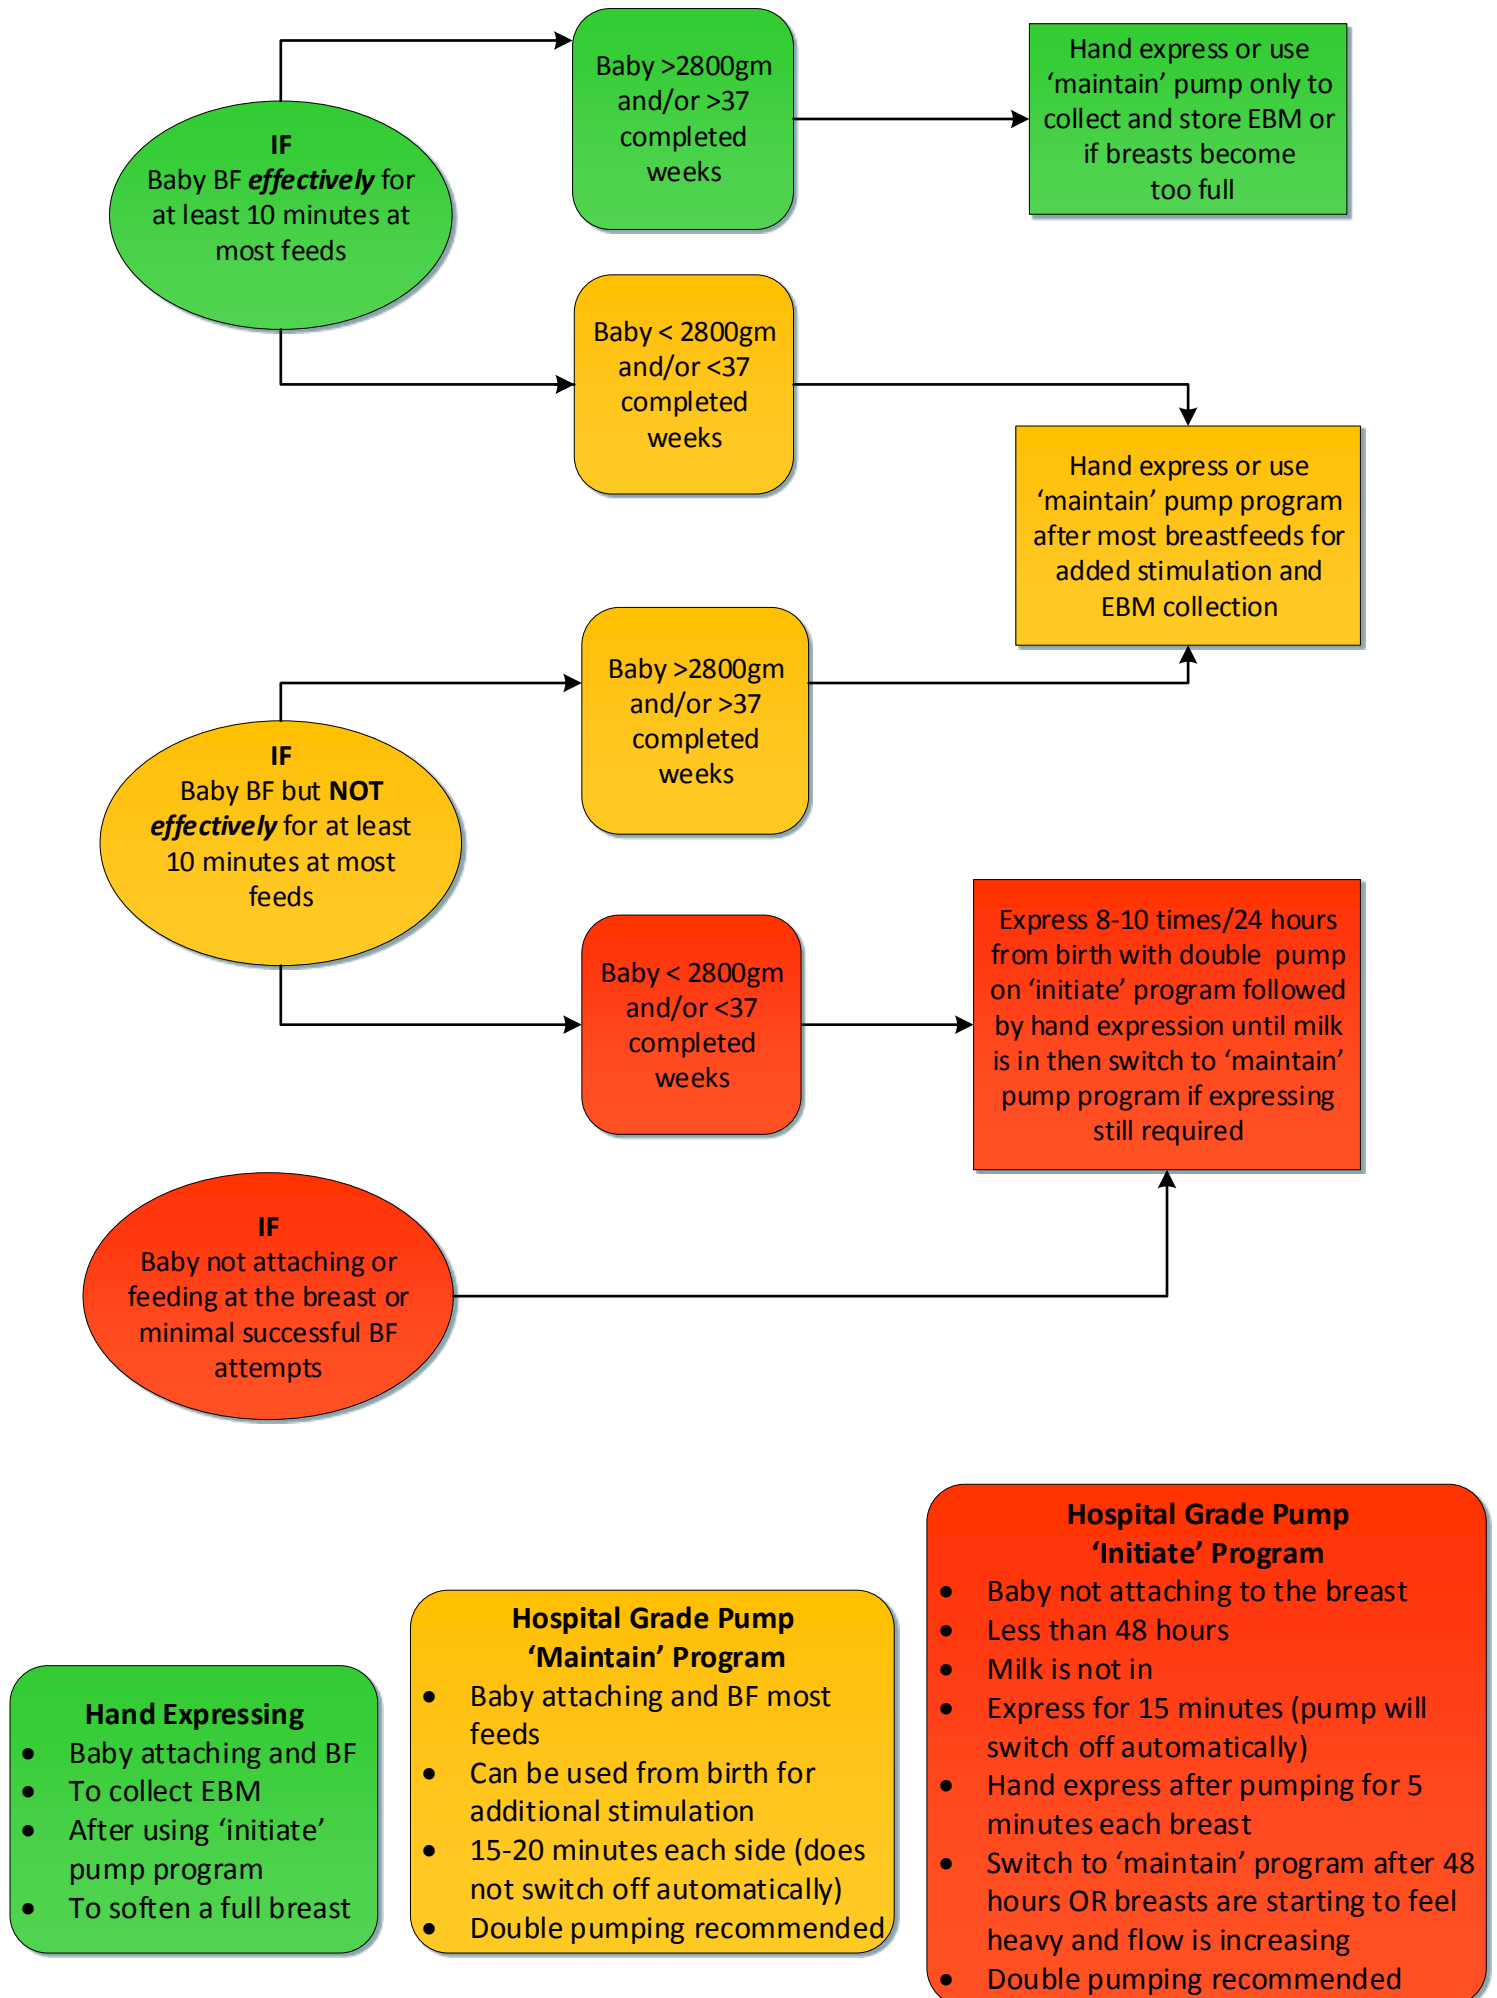 IF
Baby BF effectively for
at least 10 minutes at
most feeds
Baby >2800gm
and/or >37
completed
weeks
Hand express or use
‘maintain’ pump only to
collect and store EBM or
if breasts become
too full
Baby < 2800gm
and/or <37
completed
weeks
Hand express or use
‘maintain’ pump program
after most breastfeeds for
added stimulation and
EBM collection
IF
Baby BF but NOT
effectively for at least
10 minutes at most
feeds
Baby >2800gm
and/or >37
completed
weeks
Baby < 2800gm
and/or <37
completed
weeks
Express 8-10 times/24 hours
from birth with double pump
on ‘initiate’ program followed
by hand expression until milk
is in then switch to ‘maintain’
pump program if expressing
still required
IF
Baby not attaching or
feeding at the breast or
minimal successful BF
attempts
Hand Expressing
• Baby attaching and BF
• To collect EBM
• After using ‘initiate’
pump program
• To soften a full breast
Hospital Grade Pump
‘Maintain’ Program
• Baby attaching and BF most
feeds
• Can be used from birth for
additional stimulation
• 15-20 minutes each side (does
not switch off automatically)
• Double pumping recommended
Hospital Grade Pump
‘Initiate’ Program
• Baby not attaching to the breast
• Less than 48 hours
• Milk is not in
• Express for 15 minutes (pump will
switch off automatically)
• Hand express after pumping for 5
minutes each breast
• Switch to ‘maintain’ program after 48
hours OR breasts are starting to feel
heavy and flow is increasing
• Double pumping recommended